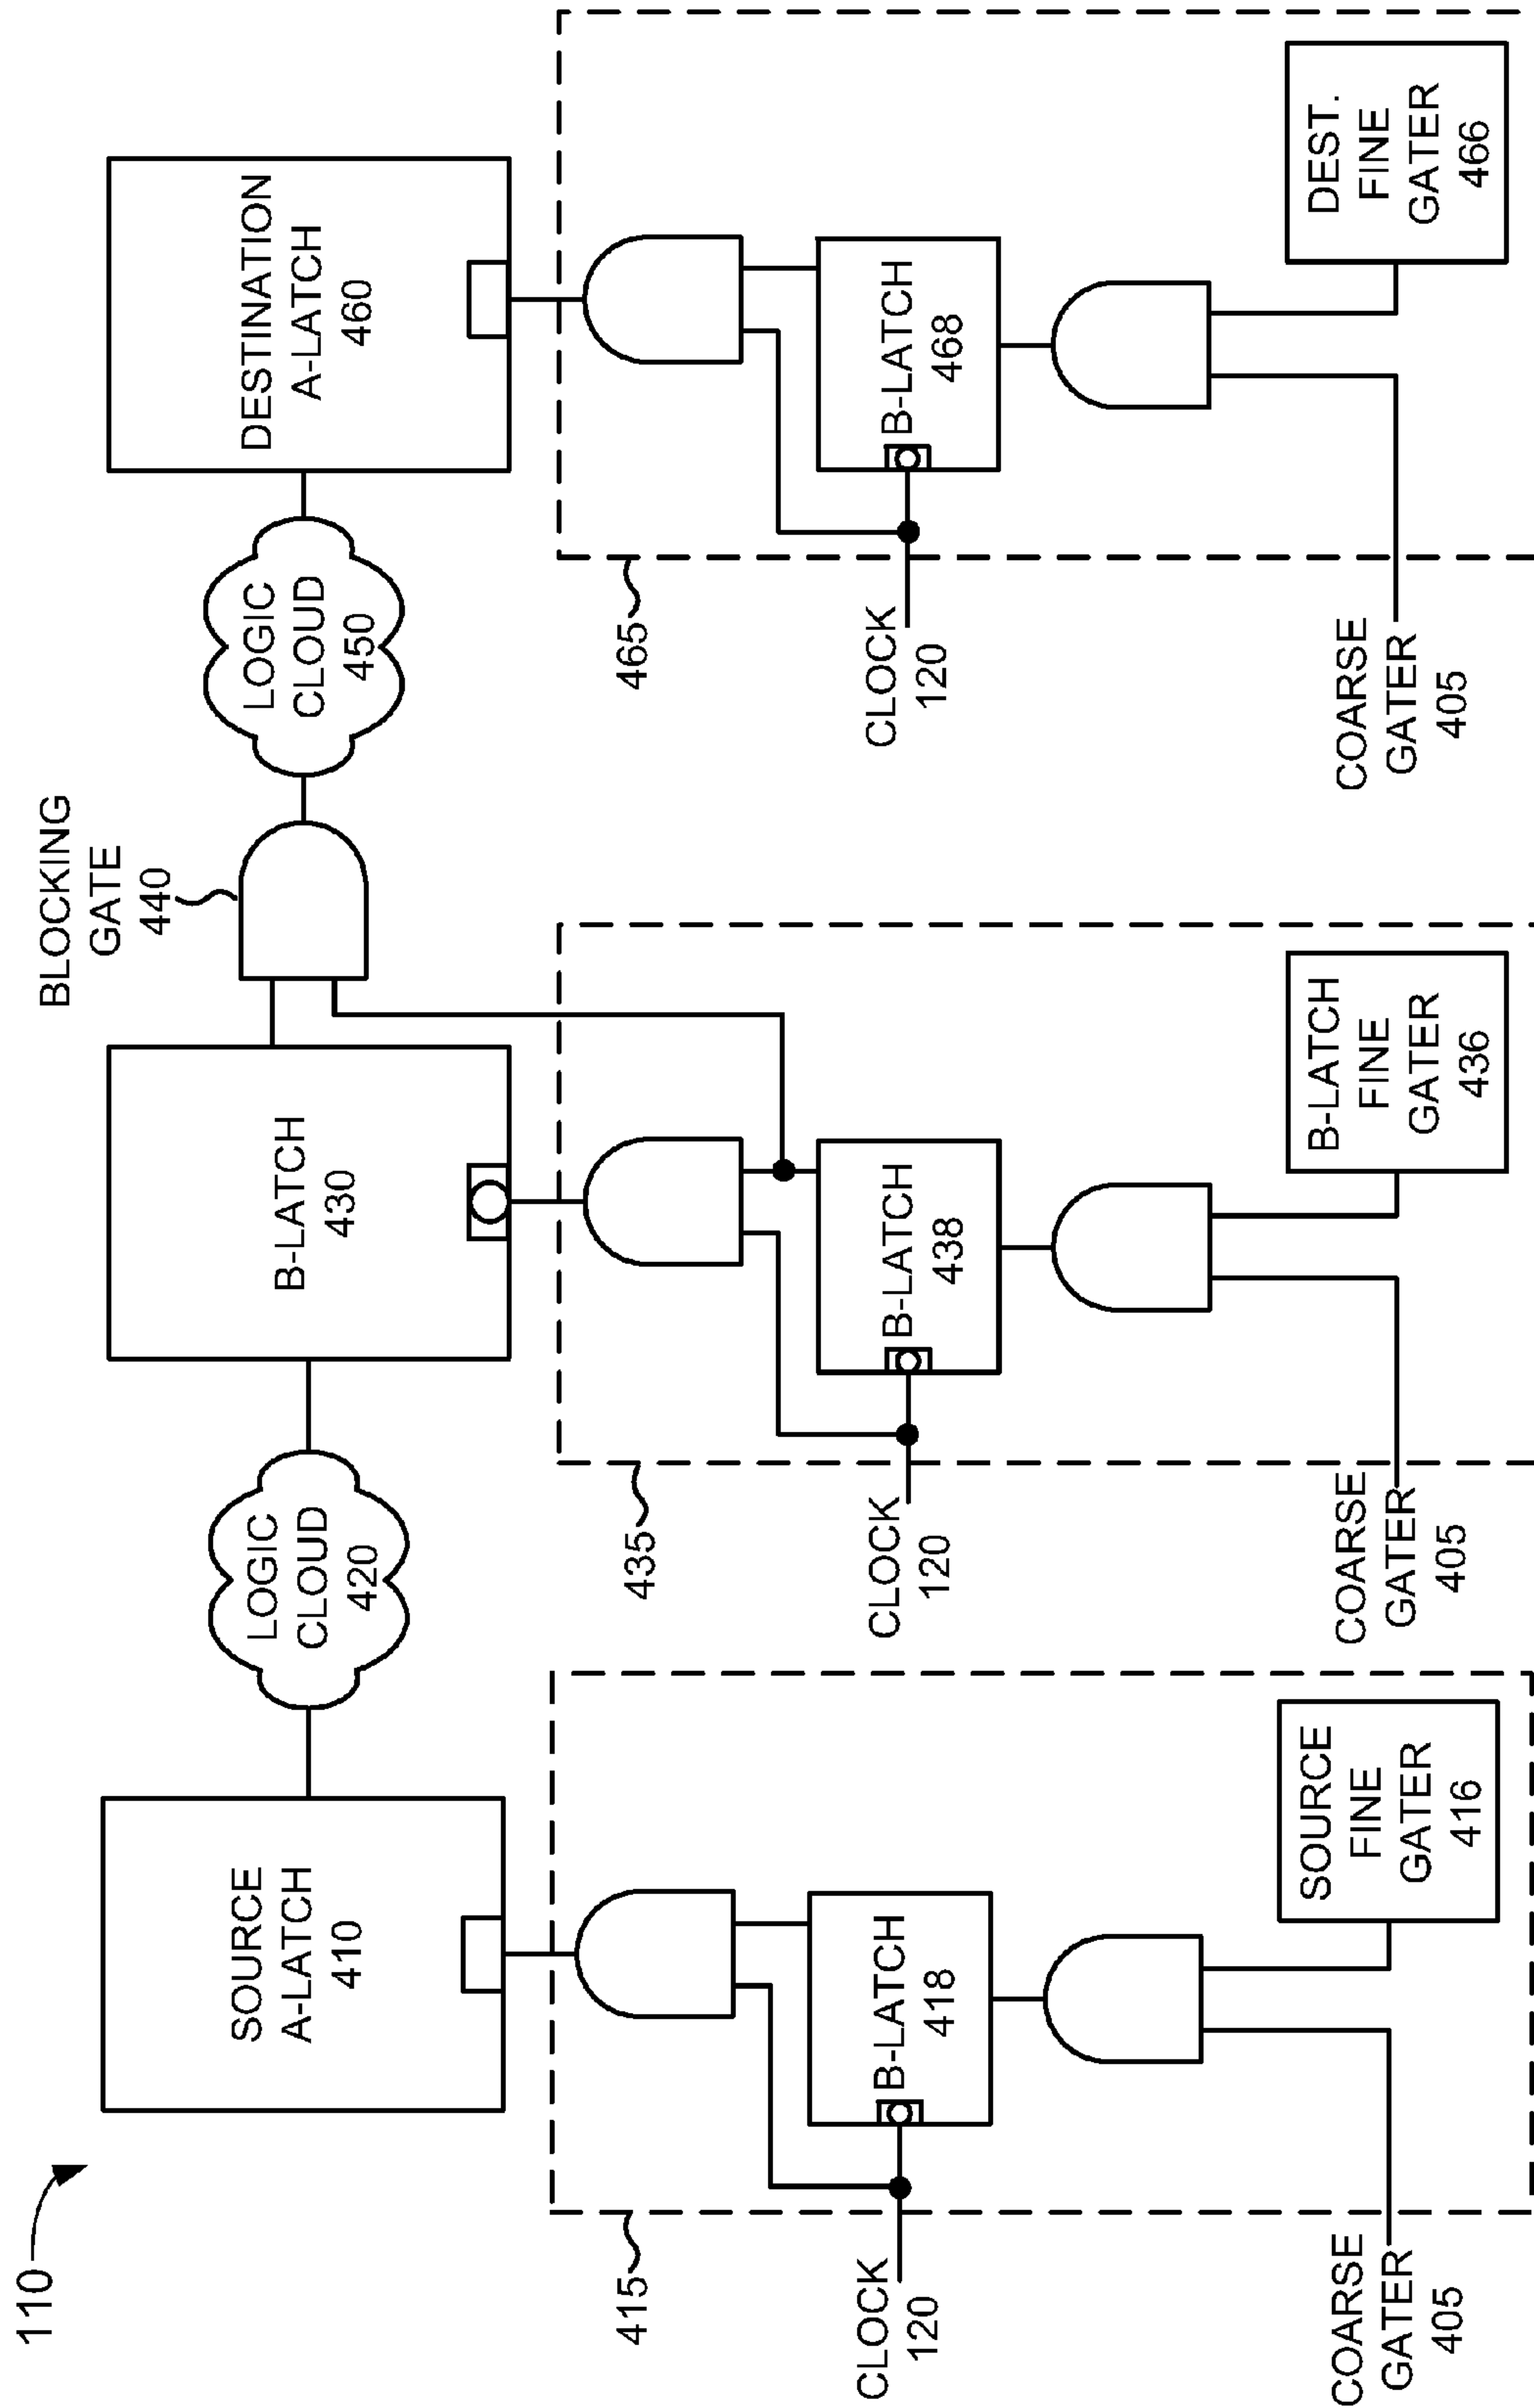 110
SOURCE
A-LATCH
410
LOGIC
CLOUD
420
B-LATCH
430
BLOCKING
GATE
440
LOGIC
CLOUD
450
DESTINATION
A-LATCH
460
415
CLOCK
120
B-LATCH
418
COARSE
GATER
405
SOURCE
FINE
GATER
416
435
CLOCK
120
B-LATCH
438
COARSE
GATER
405
B-LATCH
FINE
GATER
436
465
CLOCK
120
B-LATCH
468
COARSE
GATER
405
DEST.
FINE
GATER
466